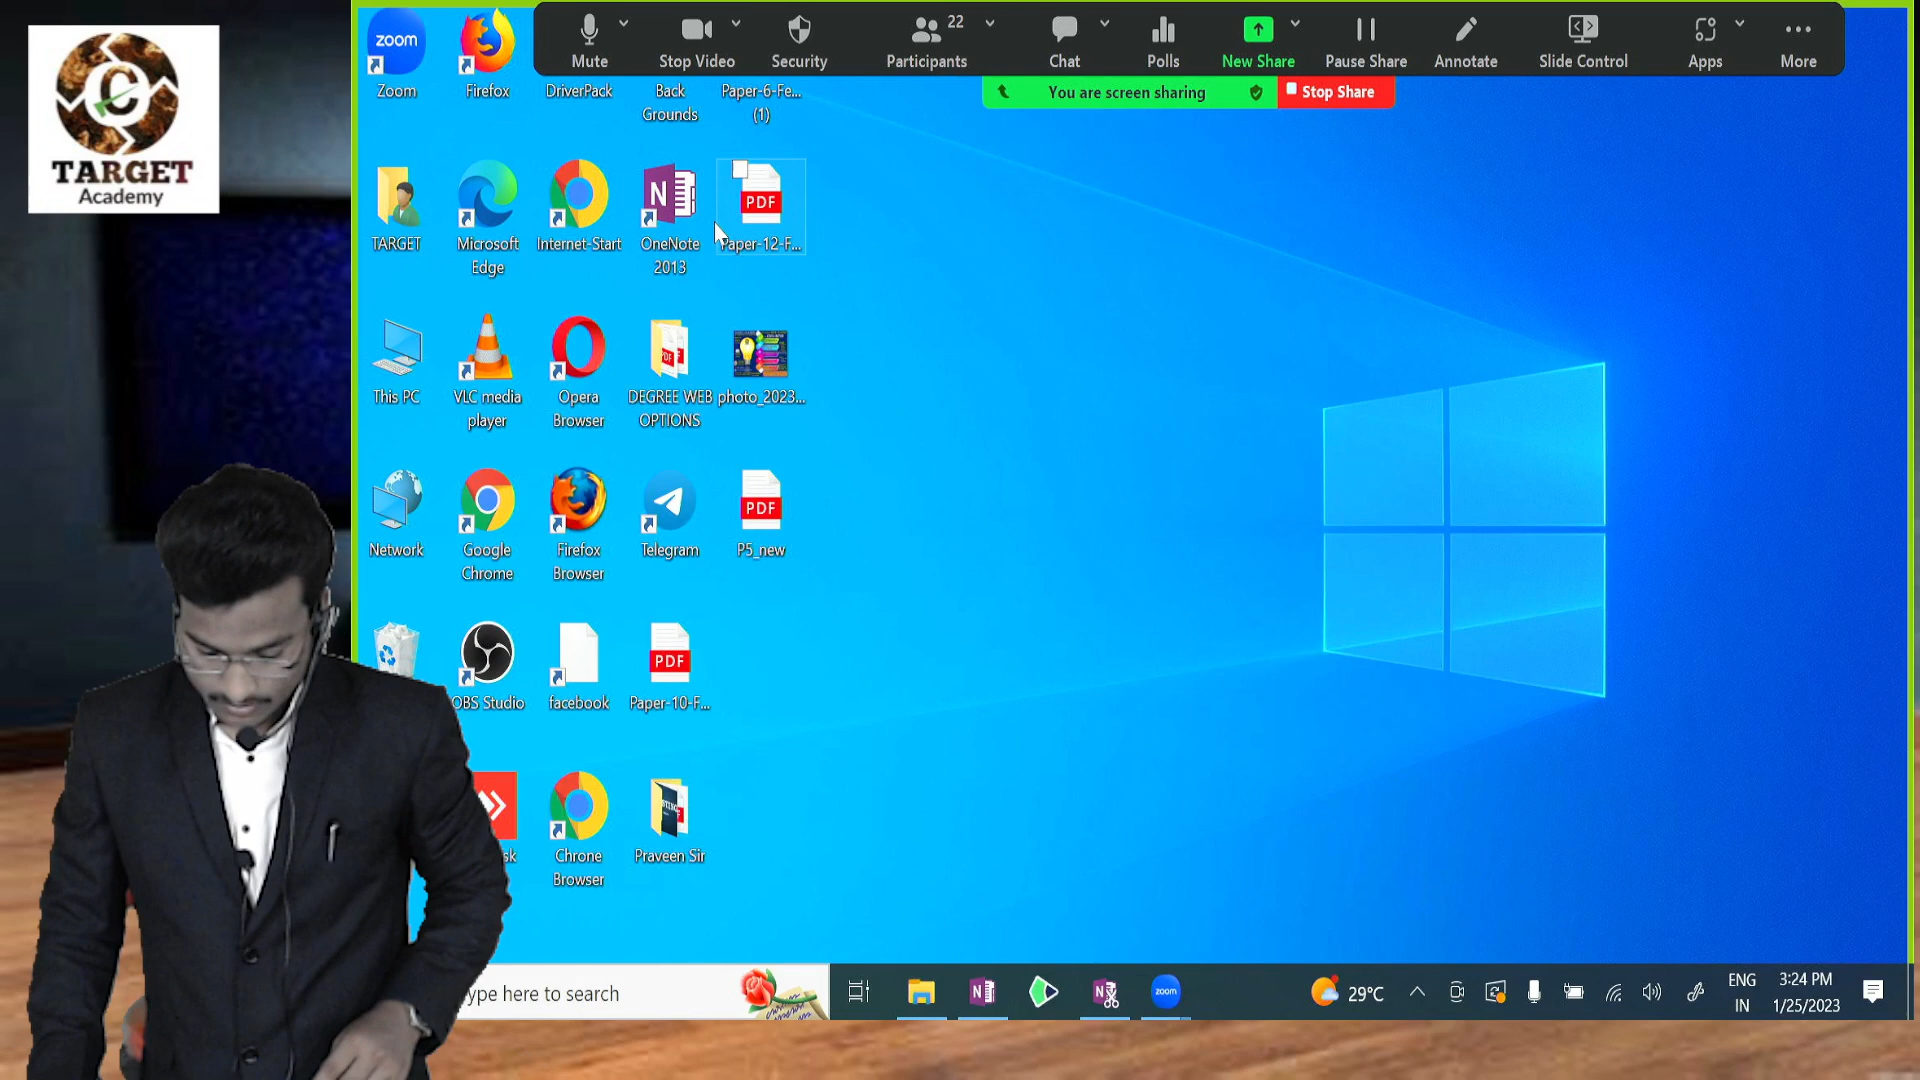 TARGET
Academy
Mute
Stop Video
Security
Participants
22
Chat
Polls
New Share
Pause Share
Annotate
Slide Control
Apps
More
You are screen sharing
Stop Share
zoom
Zoom
Firefox
DriverPack
Back
Grounds
Paper-6-Fe...
(1)
TARGET
Microsoft
Edge
Internet-Start
N
OneNote
2013
PDF
Paper-12-F...
This PC
VLC media
player
Opera
Browser
PDF
DEGREE WEB
OPTIONS
photo_2023...
Network
Google
Chrome
Firefox
Browser
Telegram
PDF
P5_new
OBS Studio
facebook
PDF
Paper-10-F...
sk
Chrone
Browser
Praveen Sir
ype here to search
N
N
zoom
29°C
ENG
IN
3:24 PM
1/25/2023